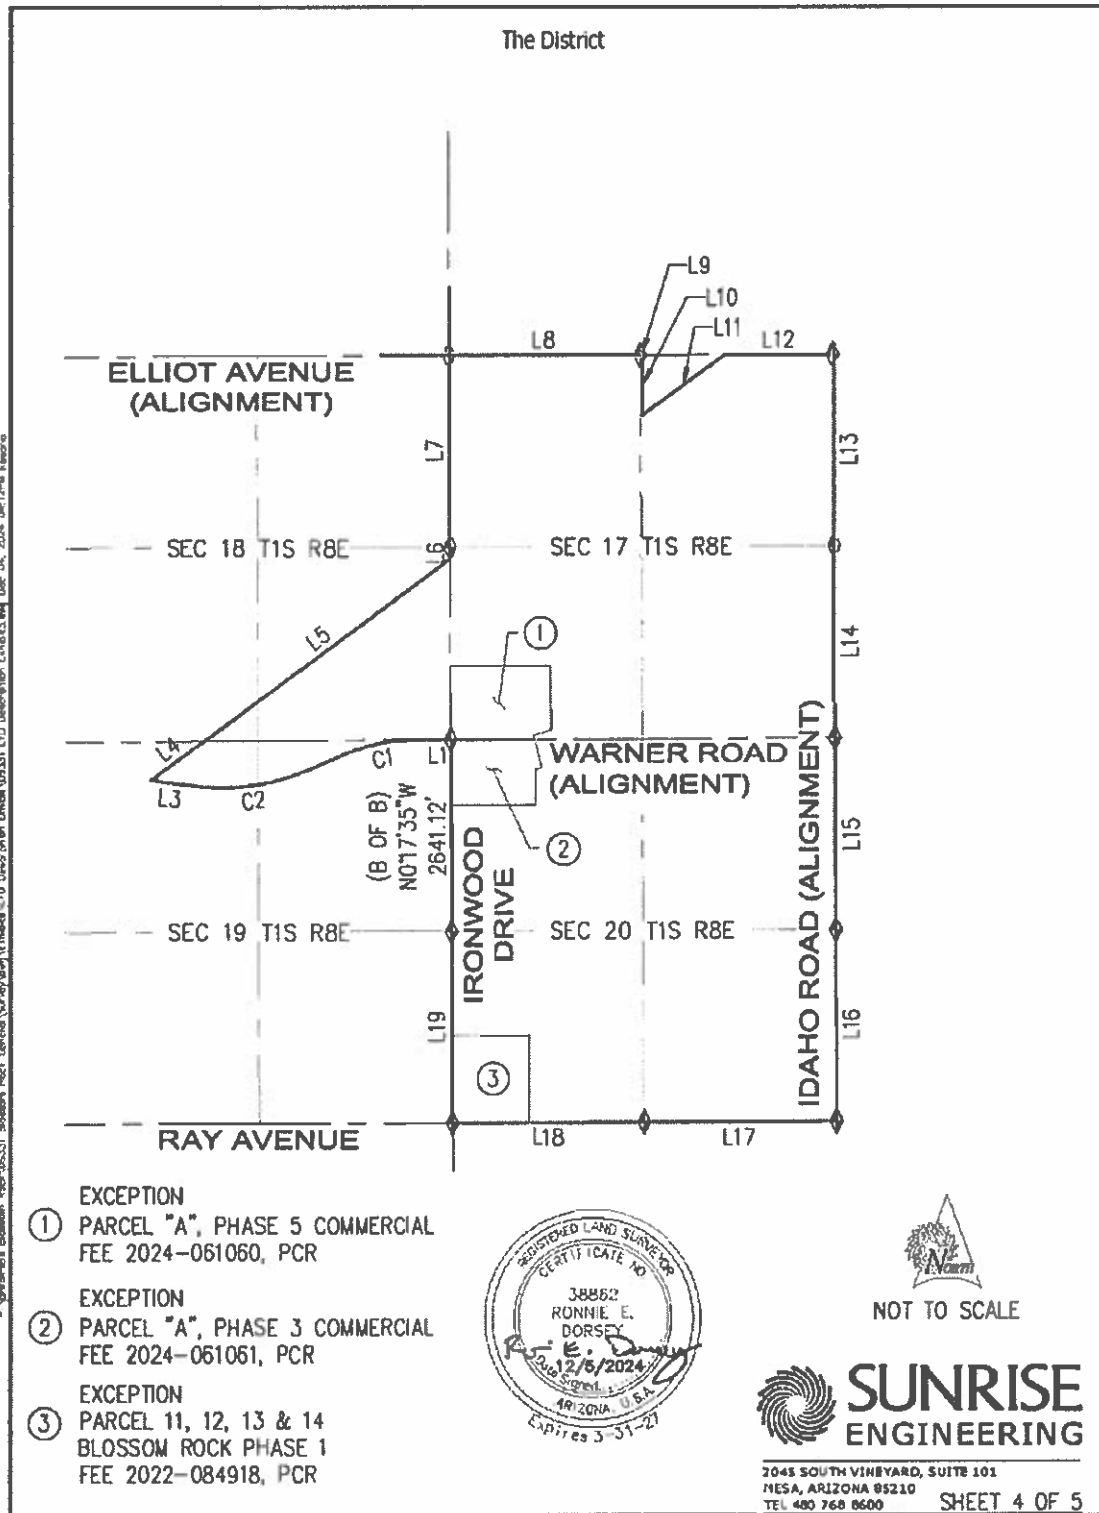 The District
L9
L10
L11
L8
L12
ELLIOT AVENUE
(ALIGNMENT)
L7
L13
SEC 18 T1S R8E
L6
SEC 17 T1S R8E
L5
1
L14
L4
C1
L1
WARNER ROAD
(ALIGNMENT)
L3
C2
(B OF B)
N0°17'35"W
2641.12'
2
IRONWOOD
DRIVE
IDAHO ROAD (ALIGNMENT)
L15
SEC 19 T1S R8E
SEC 20 T1S R8E
L19
L16
3
RAY AVENUE
L18
L17
EXCEPTION
1 PARCEL "A", PHASE 5 COMMERCIAL
FEE 2024-061060, PCR
EXCEPTION
2 PARCEL "A", PHASE 3 COMMERCIAL
FEE 2024-061061, PCR
EXCEPTION
3 PARCEL 11, 12, 13 & 14
BLOSSOM ROCK PHASE 1
FEE 2022-084918, PCR
REGISTERED LAND SURVEYOR
CERTIFICATE NO.
38862
RONNIE E.
DORSEY
12/5/2024
Date Signed
ARIZONA, U.S.A.
Expires 3-31-27
North
NOT TO SCALE
SUNRISE
ENGINEERING
2045 SOUTH VINEYARD, SUITE 101
MESA, ARIZONA 85210
TEL 480 768 8600
SHEET 4 OF 5